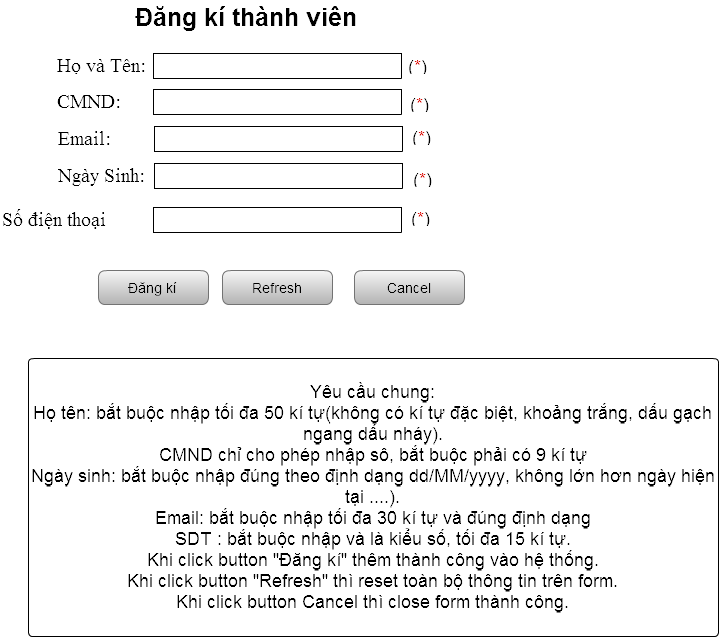 Đăng kí thành viên
Họ và Tên: (*)
CMND: (*)
Email: (*)
Ngày Sinh: (*)
Số điện thoại (*)
Đăng kí Refresh Cancel
Yêu cầu chung:
Họ tên: bắt buộc nhập tối đa 50 kí tự(không có kí tự đặc biệt, khoảng trắng, dấu gạch
ngang dấu nháy).
CMND chỉ cho phép nhập sô, bắt buộc phải có 9 kí tự
Ngày sinh: bắt buộc nhập đúng theo định dạng dd/MM/yyyy, không lớn hơn ngày hiện
tại ....).
Email: bắt buộc nhập tối đa 30 kí tự và đúng định dạng
SDT : bắt buộc nhập và là kiểu số, tối đa 15 kí tự.
Khi click button "Đăng kí" thêm thành công vào hệ thống.
Khi click button "Refresh" thì reset toàn bộ thông tin trên form.
Khi click button Cancel thì close form thành công.